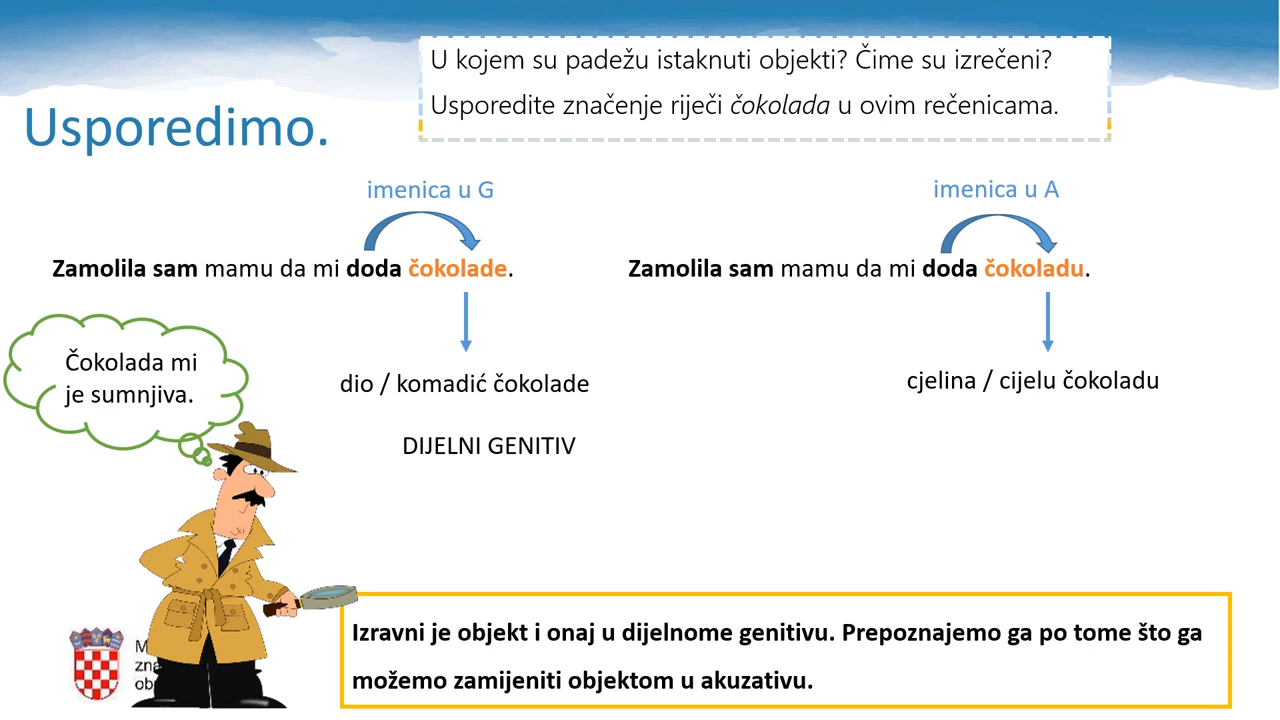 U kojem su padežu istaknuti objekti? Čime su izrečeni?
Usporedite značenje riječi čokolada u ovim rečenicama.
Usporedimo.
imenica u G
imenica u A
Zamolila sam mamu da mi doda čokolade.
Zamolila sam mamu da mi doda čokoladu.
Čokolada mi
je sumnjiva.
dio / komadić čokolade
cjelina / cijelu čokoladu
DIJELNI GENITIV
Izravni je objekt i onaj u dijelnome genitivu. Prepoznajemo ga po tome što ga
možemo zamijeniti objektom u akuzativu.